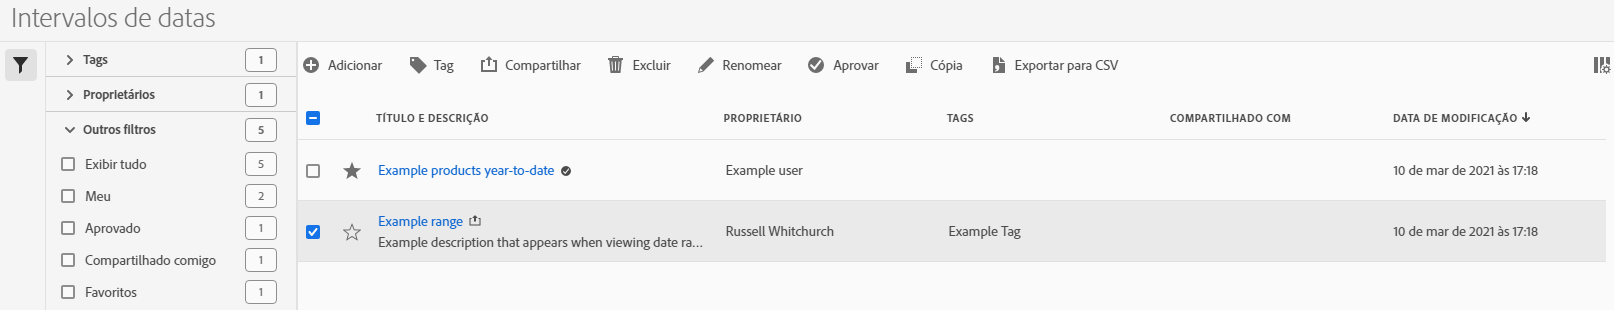 Intervalos de datas
Tags 1
Proprietários 1
Outros filtros 5
Exibir tudo 5
Meu 2
Aprovado 1
Compartilhado comigo 1
Favoritos 1
Adicionar Tag Compartilhar Excluir Renomear Aprovar Cópia Exportar para CSV
TÍTULO E DESCRIÇÃO PROPRIETÁRIO TAGS COMPARTILHADO COM DATA DE MODIFICAÇÃO
Example products year-to-date Example user 10 de mar de 2021 às 17:18
Example range
Example description that appears when viewing date ra... Russell Whitchurch Example Tag 10 de mar de 2021 às 17:18